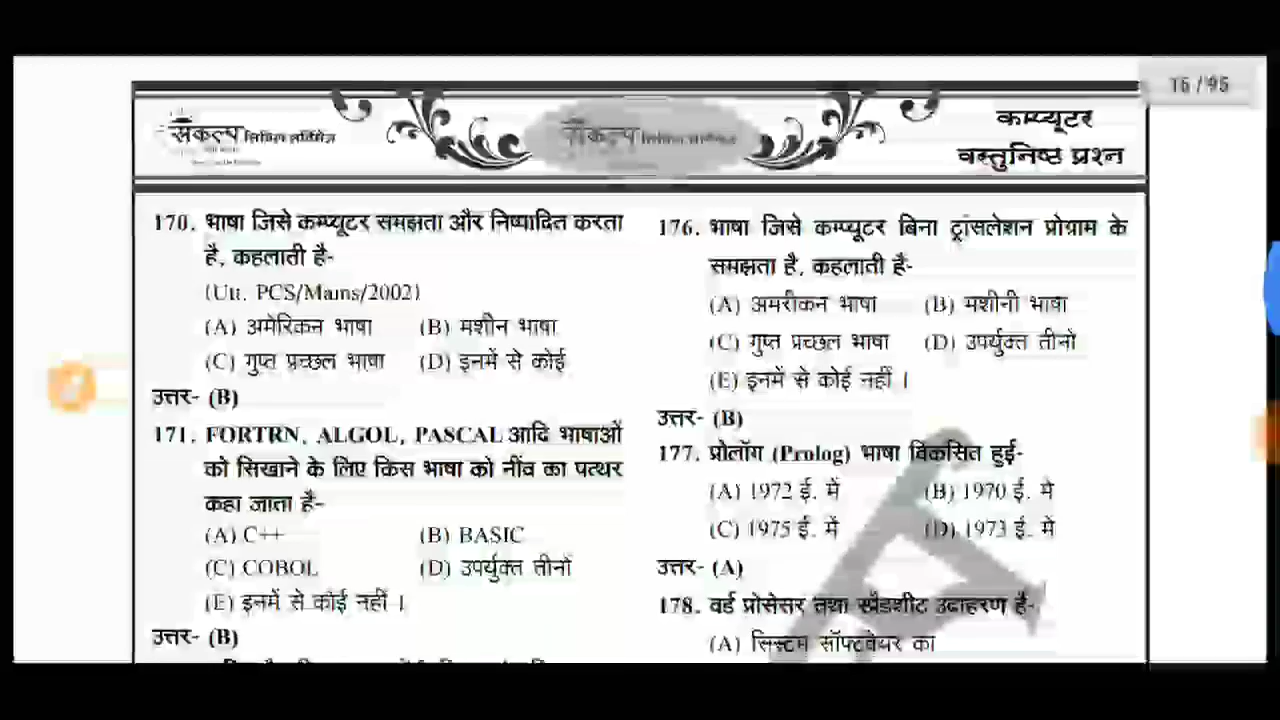 16 / 95
संकल्प सिविल सर्विसेज
संकल्प
कम्प्यूटर
वस्तुनिष्ठ प्रश्न
170. भाषा जिसे कम्प्यूटर समझता और निष्पादित करता
है, कहलाती है-
(Utt. PCS/Mains/2002)
(A) अमेरिकन भाषा (B) मशीन भाषा
(C) गुप्त प्रच्छल भाषा (D) इनमें से कोई
उत्तर- (B)
171. FORTRN, ALGOL, PASCAL आदि भाषाओं
को सिखाने के लिए किस भाषा को नींव का पत्थर
कहा जाता है-
(A) C++ (B) BASIC
(C) COBOL (D) उपर्युक्त तीनों
(E) इनमें से कोई नहीं ।
उत्तर- (B)
176. भाषा जिसे कम्प्यूटर बिना ट्रांसलेशन प्रोग्राम के
समझता है, कहलाती है-
(A) अमरीकन भाषा (B) मशीनी भाषा
(C) गुप्त प्रच्छल भाषा (D) उपर्युक्त तीनों
(E) इनमें से कोई नहीं ।
उत्तर- (B)
177. प्रोलॉग (Prolog) भाषा विकसित हुई-
(A) 1972 ई. में (B) 1970 ई. में
(C) 1975 ई. में (D) 1973 ई. में
उत्तर- (A)
178. वर्ड प्रोसेसर तथा स्प्रैडशीट उदाहरण है-
(A) सिस्टम सॉफ्टवेयर का